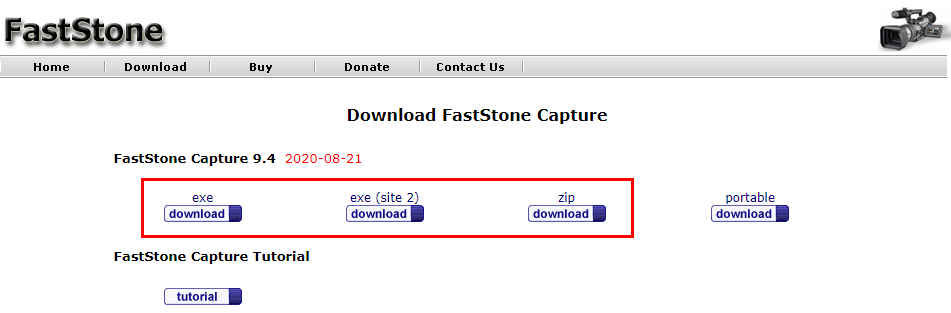 FastStone
Home Download Buy Donate Contact Us
Download FastStone Capture
FastStone Capture 9.4 2020-08-21
exe exe (site 2) zip portable
download download download download
FastStone Capture Tutorial
tutorial